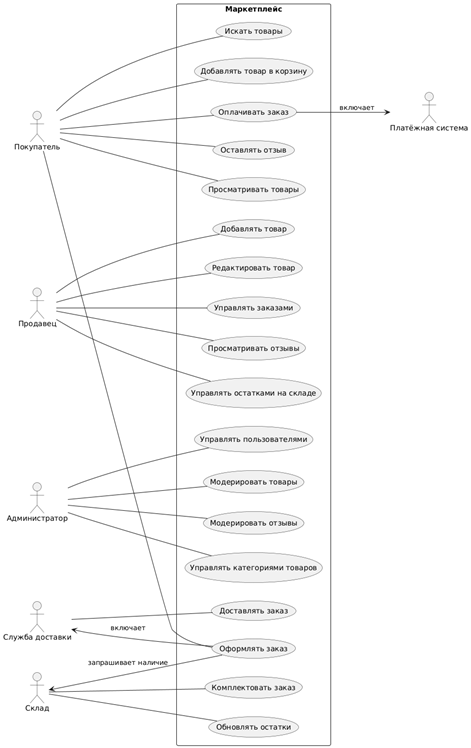 Маркетплейс
Искать товары
Добавлять товар в корзину
Оплачивать заказ
включает
Платёжная система
Покупатель
Оставлять отзыв
Просматривать товары
Добавлять товар
Редактировать товар
Управлять заказами
Продавец
Просматривать отзывы
Управлять остатками на складе
Управлять пользователями
Модерировать товары
Администратор
Модерировать отзывы
Управлять категориями товаров
Доставлять заказ
включает
Служба доставки
Оформлять заказ
запрашивает наличие
Комплектовать заказ
Склад
Обновлять остатки